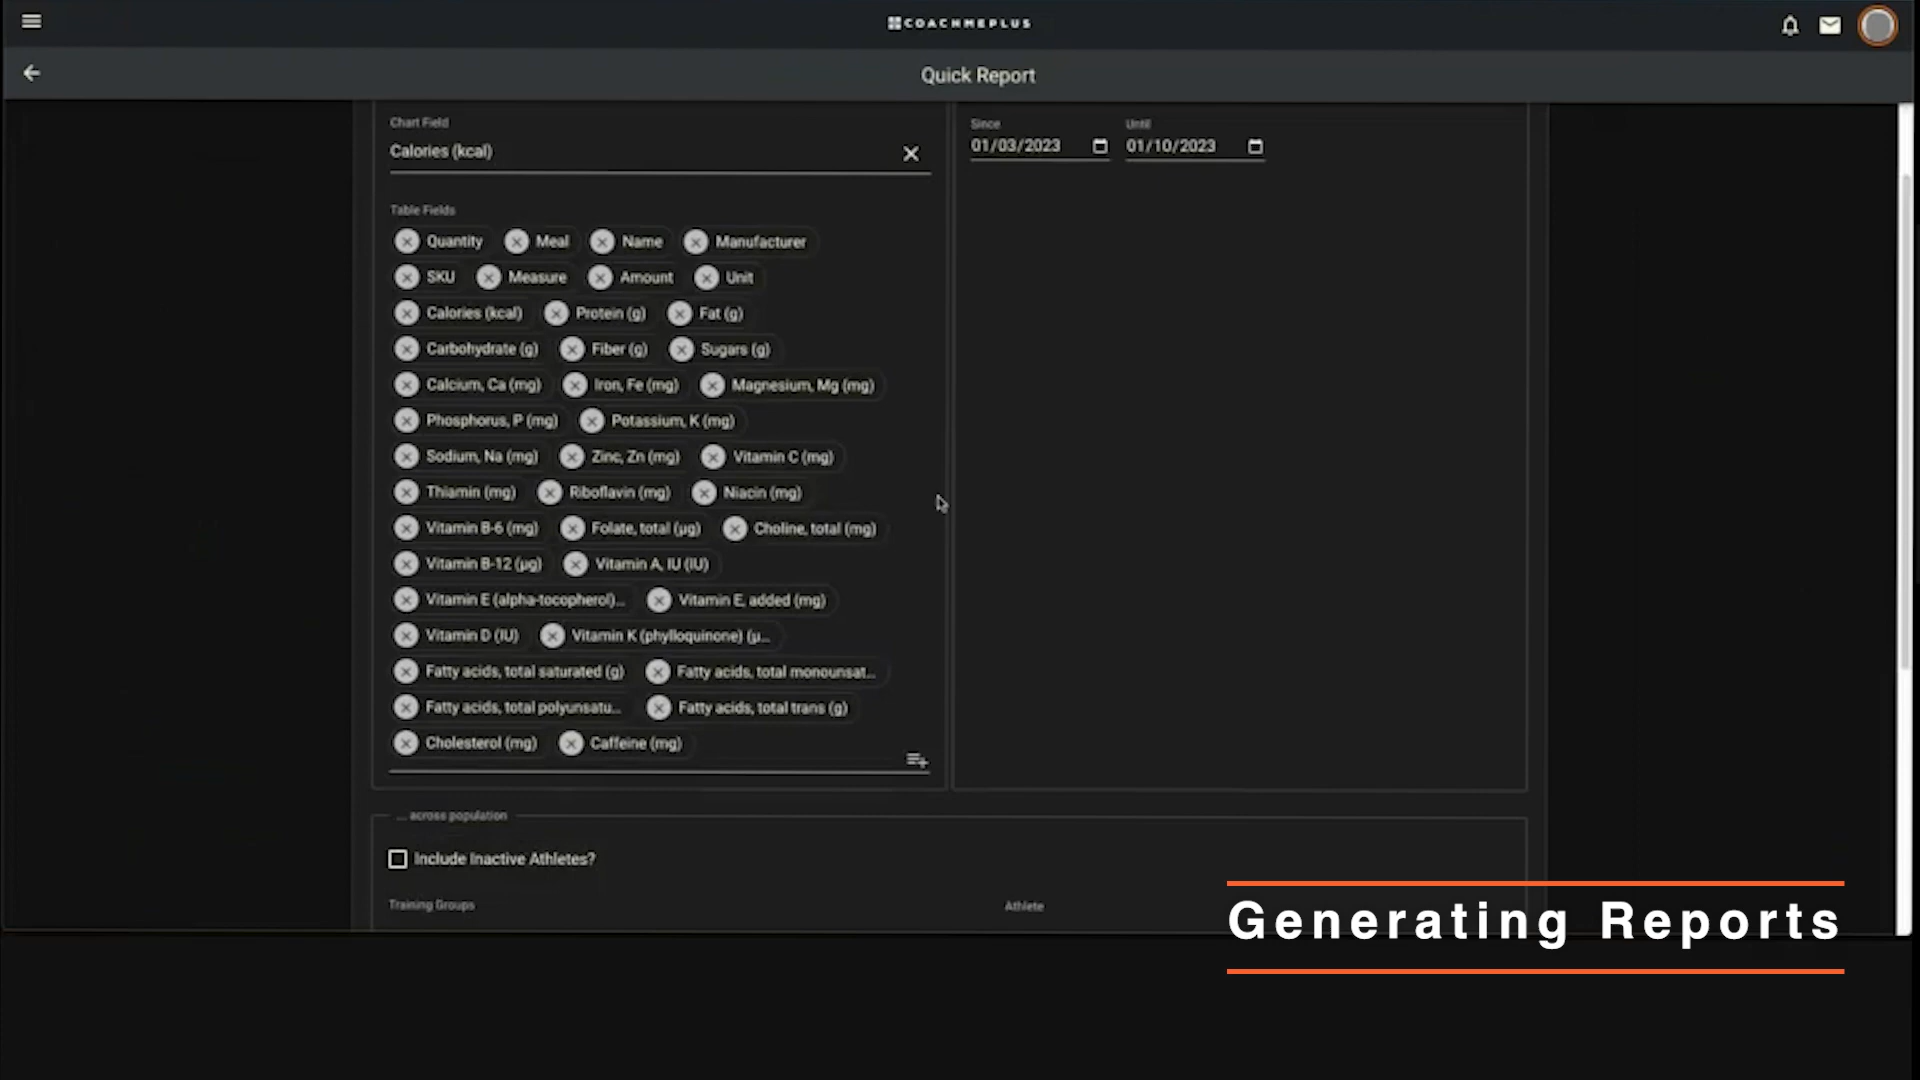 COACHMEPLUS
Quick Report
Chart Field
Calories (kcal)
Since
01/03/2023
Until
01/10/2023
Table Fields
Quantity Meal Name Manufacturer
SKU Measure Amount Unit
Calories (kcal) Protein (g) Fat (g)
Carbohydrate (g) Fiber (g) Sugars (g)
Calcium, Ca (mg) Iron, Fe (mg) Magnesium, Mg (mg)
Phosphorus, P (mg) Potassium, K (mg)
Sodium, Na (mg) Zinc, Zn (mg) Vitamin C (mg)
Thiamin (mg) Riboflavin (mg) Niacin (mg)
Vitamin B-6 (mg) Folate, total (µg) Choline, total (mg)
Vitamin B-12 (µg) Vitamin A, IU (IU)
Vitamin E (alpha-tocopherol)... Vitamin E, added (mg)
Vitamin D (IU) Vitamin K (phylloquinone) (µ...
Fatty acids, total saturated (g) Fatty acids, total monounsat...
Fatty acids, total polyunsatu... Fatty acids, total trans (g)
Cholesterol (mg) Caffeine (mg)
... across population
Include Inactive Athletes?
Training Groups
Athlete
Generating Reports